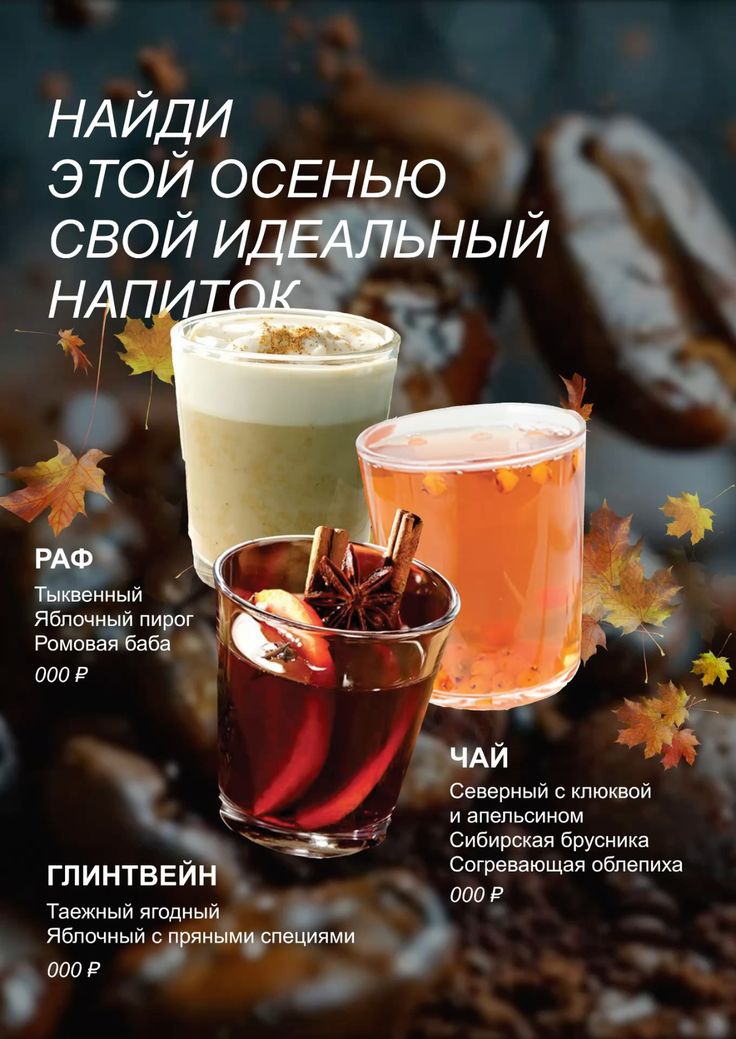 НАЙДИ
ЭТОЙ ОСЕНЬЮ
СВОЙ ИДЕАЛЬНЫЙ
НАПИТОК
РАФ
Тыквенный
Яблочный пирог
Ромовая баба
000 ₽
ЧАЙ
Северный с клюквой
и апельсином
Сибирская брусника
Согревающая облепиха
000 ₽
ГЛИНТВЕЙН
Таежный ягодный
Яблочный с пряными специями
000 ₽